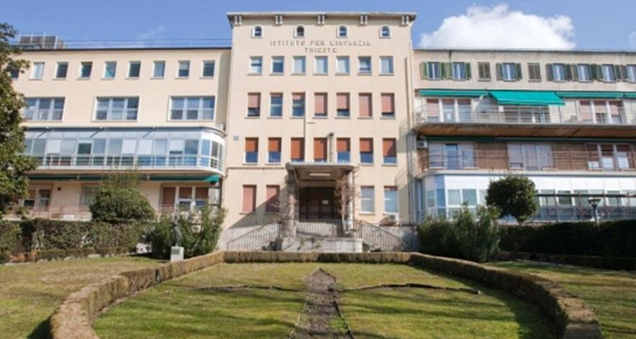 ISTITUTO PER L'INFANZIA
TRIESTE